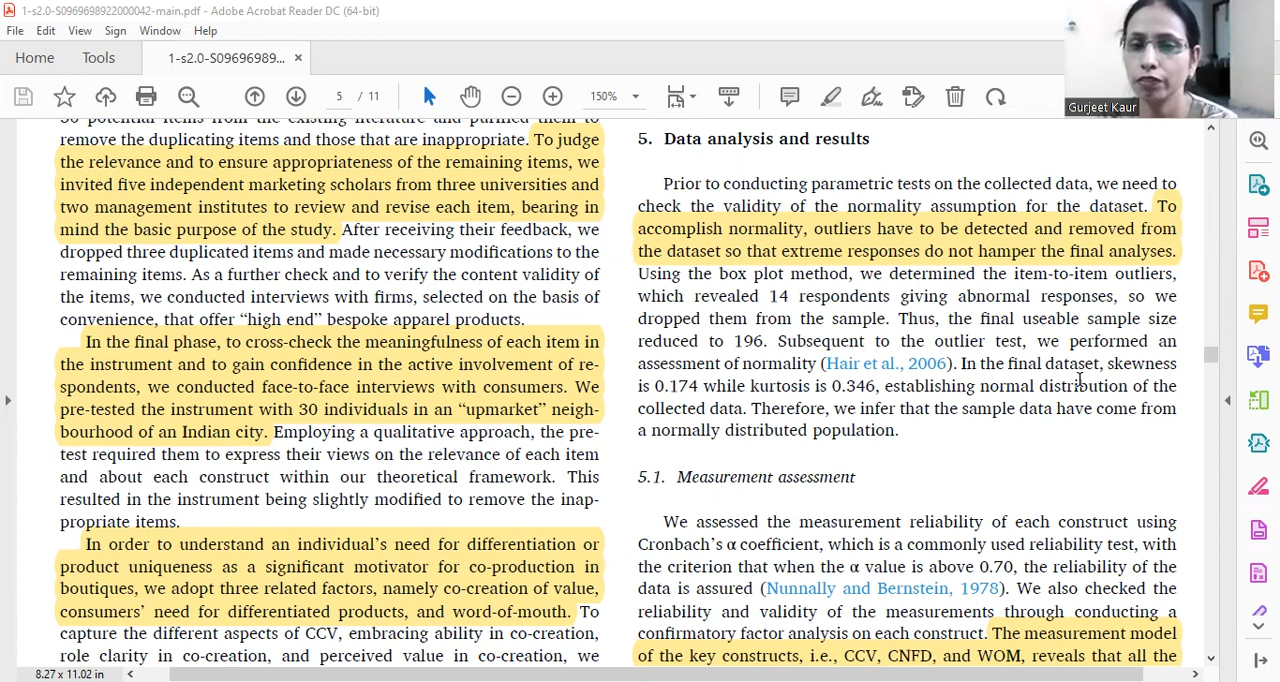 1-s2.0-S0969698922000042-main.pdf - Adobe Acrobat Reader DC (64-bit)
File Edit View Sign Window Help
Home Tools 1-s2.0-S09696989... ×
5 / 11 150%
Gurjeet Kaur
50 potential items from the existing literature and purified them to
remove the duplicating items and those that are inappropriate. To judge
the relevance and to ensure appropriateness of the remaining items, we
invited five independent marketing scholars from three universities and
two management institutes to review and revise each item, bearing in
mind the basic purpose of the study. After receiving their feedback, we
dropped three duplicated items and made necessary modifications to the
remaining items. As a further check and to verify the content validity of
the items, we conducted interviews with firms, selected on the basis of
convenience, that offer “high end” bespoke apparel products.
In the final phase, to cross-check the meaningfulness of each item in
the instrument and to gain confidence in the active involvement of re-
spondents, we conducted face-to-face interviews with consumers. We
pre-tested the instrument with 30 individuals in an “upmarket” neigh-
bourhood of an Indian city. Employing a qualitative approach, the pre-
test required them to express their views on the relevance of each item
and about each construct within our theoretical framework. This
resulted in the instrument being slightly modified to remove the inap-
propriate items.
In order to understand an individual’s need for differentiation or
product uniqueness as a significant motivator for co-production in
boutiques, we adopt three related factors, namely co-creation of value,
consumers’ need for differentiated products, and word-of-mouth. To
capture the different aspects of CCV, embracing ability in co-creation,
role clarity in co-creation, and perceived value in co-creation, we
5. Data analysis and results
Prior to conducting parametric tests on the collected data, we need to
check the validity of the normality assumption for the dataset. To
accomplish normality, outliers have to be detected and removed from
the dataset so that extreme responses do not hamper the final analyses.
Using the box plot method, we determined the item-to-item outliers,
which revealed 14 respondents giving abnormal responses, so we
dropped them from the sample. Thus, the final useable sample size
reduced to 196. Subsequent to the outlier test, we performed an
assessment of normality (Hair et al., 2006). In the final dataset, skewness
is 0.174 while kurtosis is 0.346, establishing normal distribution of the
collected data. Therefore, we infer that the sample data have come from
a normally distributed population.
5.1. Measurement assessment
We assessed the measurement reliability of each construct using
Cronbach’s α coefficient, which is a commonly used reliability test, with
the criterion that when the α value is above 0.70, the reliability of the
data is assured (Nunnally and Bernstein, 1978). We also checked the
reliability and validity of the measurements through conducting a
confirmatory factor analysis on each construct. The measurement model
of the key constructs, i.e., CCV, CNFD, and WOM, reveals that all the
8.27 x 11.02 in